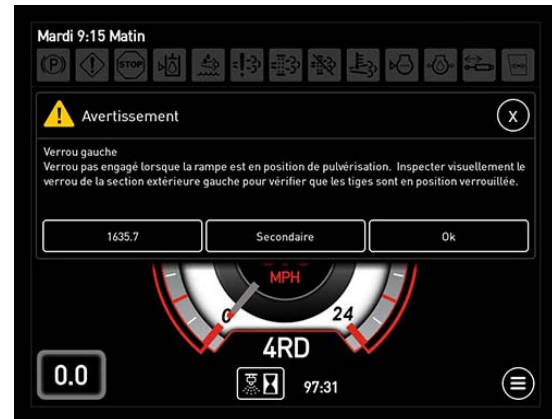 Mardi 9:15 Matin
(P) STOP
Avertissement
X
Verrou gauche
Verrou pas engagé lorsque la rampe est en position de pulvérisation. Inspecter visuellement le
verrou de la section extérieure gauche pour vérifier que les tiges sont en position verrouillée.
1635.7 Secondaire Ok
MPH
0 24
4RD
0.0 97:31